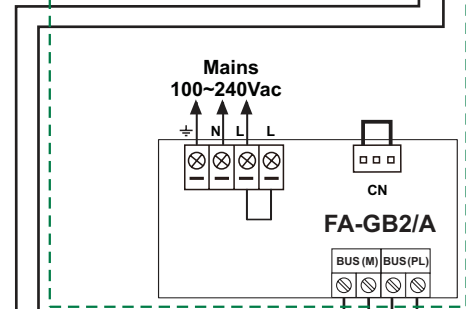 Mains
100~240Vac
⏚ N L L
CN
FA-GB2/A
BUS(M) BUS(PL)